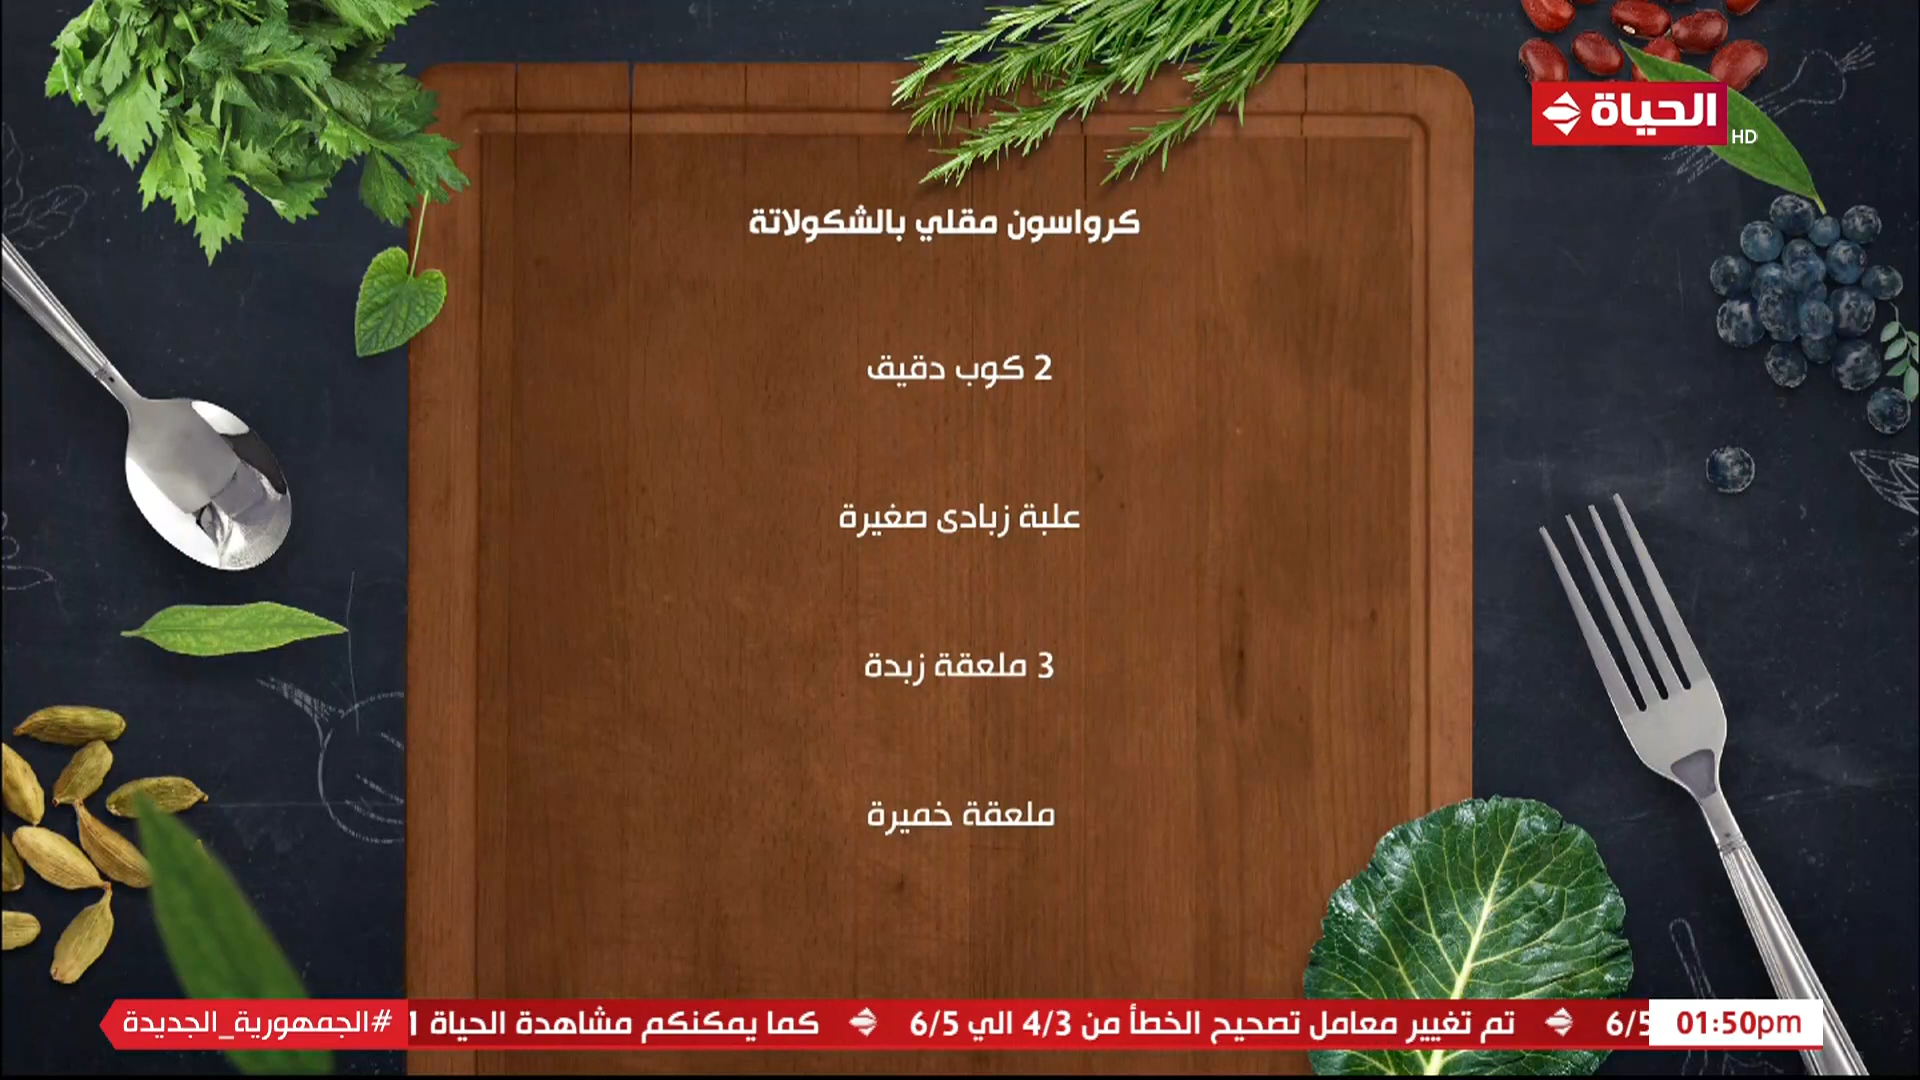 الحياة
HD
كرواسون مقلي بالشكولاتة
2 كوب دقيق
علبة زبادى صغيرة
3 ملعقة زبدة
ملعقة خميرة
01:50pm
6/5 تم تغيير معامل تصحيح الخطأ من 4/3 الي 6/5 كما يمكنكم مشاهدة الحياة 1
#الجمهورية_الجديدة